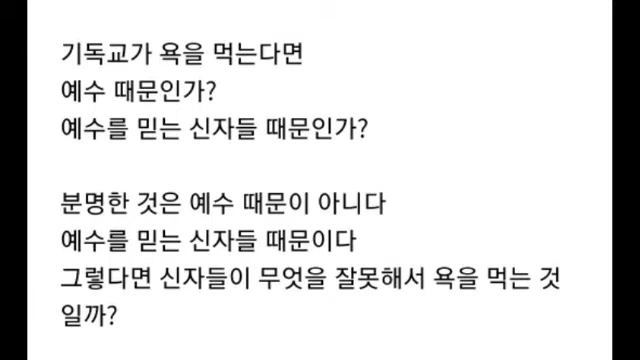 기독교가 욕을 먹는다면
예수 때문인가?
예수를 믿는 신자들 때문인가?
분명한 것은 예수 때문이 아니다
예수를 믿는 신자들 때문이다
그렇다면 신자들이 무엇을 잘못해서 욕을 먹는 것
일까?